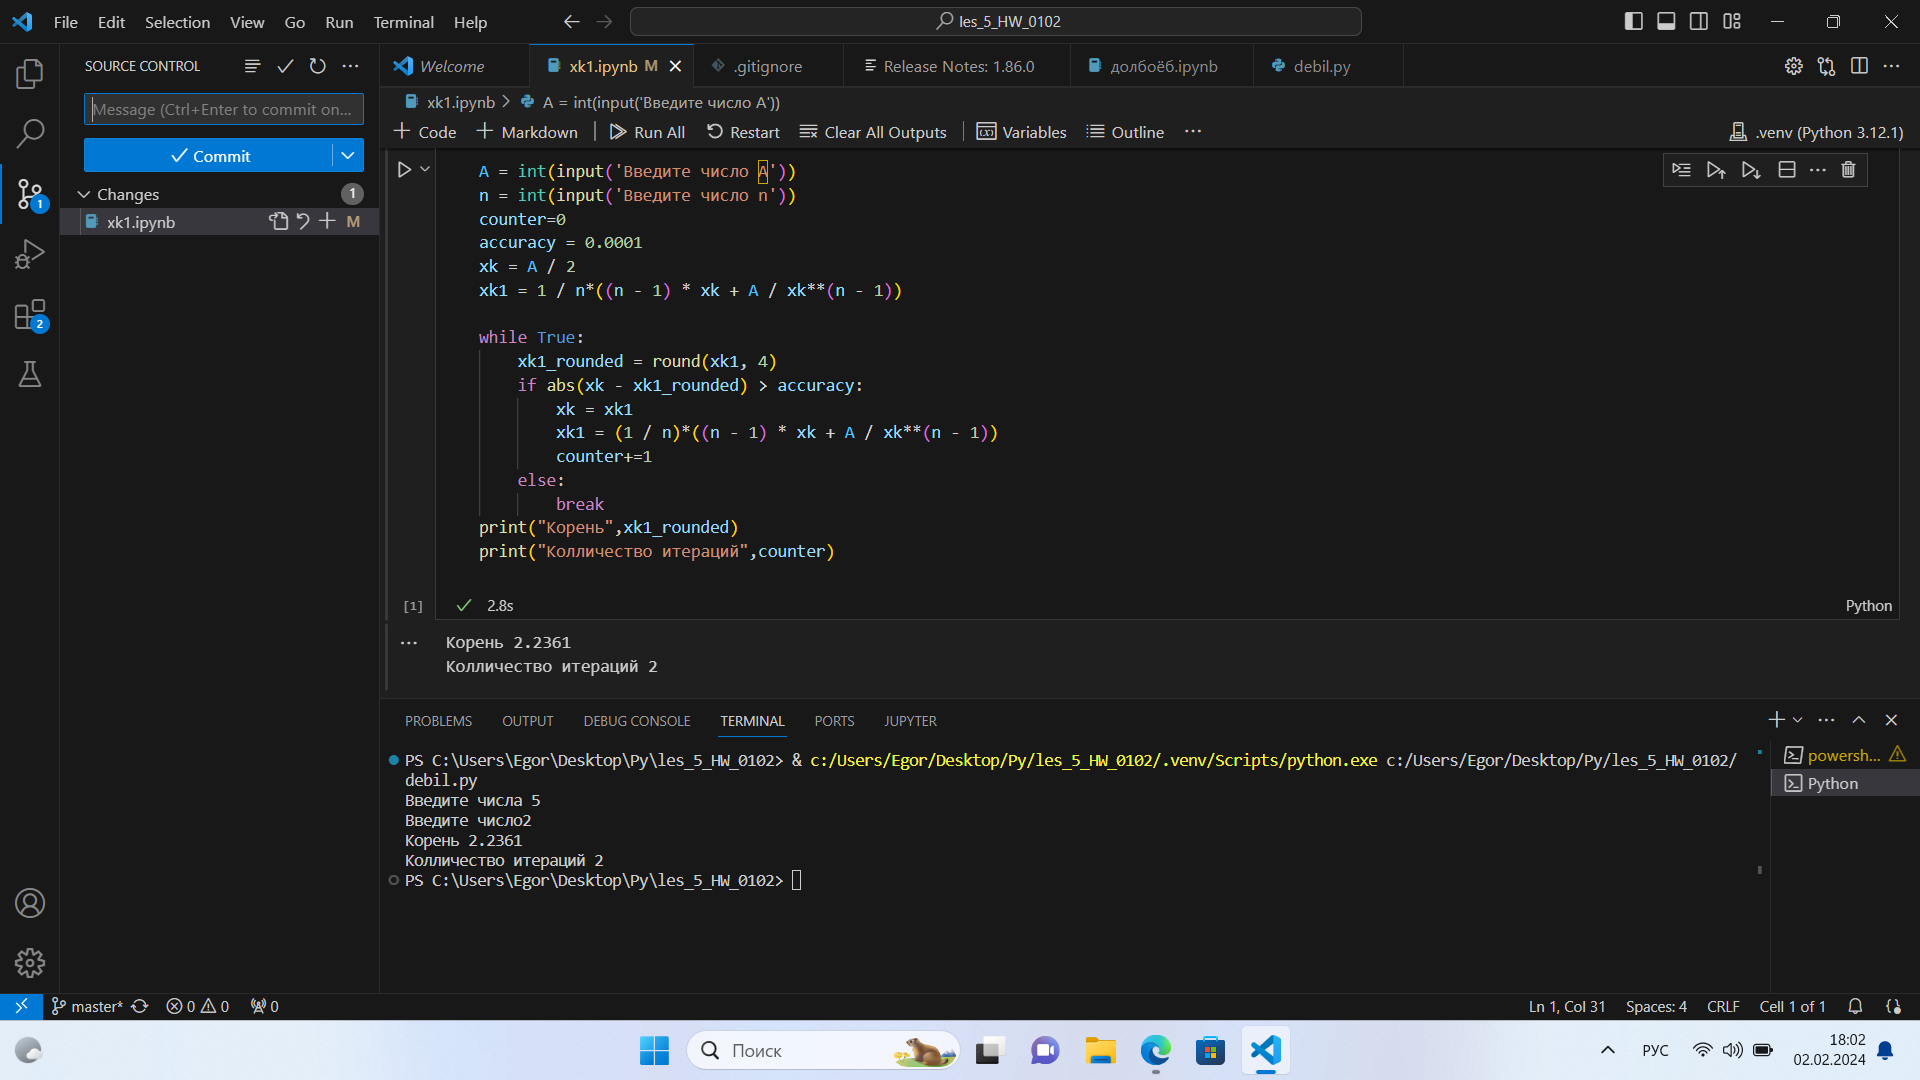 File Edit Selection View Go Run Terminal Help
les_5_HW_0102
SOURCE CONTROL
Message (Ctrl+Enter to commit on...
Commit
Changes 1
xk1.ipynb M
1
2
Welcome
xk1.ipynb M
.gitignore
Release Notes: 1.86.0
долбоёб.ipynb
debil.py
xk1.ipynb > A = int(input('Введите число A'))
Code Markdown Run All Restart Clear All Outputs Variables Outline ...
.venv (Python 3.12.1)
A = int(input('Введите число A'))
n = int(input('Введите число n'))
counter=0
accuracy = 0.0001
xk = A / 2
xk1 = 1 / n*((n - 1) * xk + A / xk**(n - 1))
while True:
xk1_rounded = round(xk1, 4)
if abs(xk - xk1_rounded) > accuracy:
xk = xk1
xk1 = (1 / n)*((n - 1) * xk + A / xk**(n - 1))
counter+=1
else:
break
print("Корень",xk1_rounded)
print("Колличество итераций",counter)
[1] 2.8s
Python
Корень 2.2361
Колличество итераций 2
PROBLEMS OUTPUT DEBUG CONSOLE TERMINAL PORTS JUPYTER
PS C:\Users\Egor\Desktop\Py\les_5_HW_0102> & c:/Users/Egor/Desktop/Py/les_5_HW_0102/.venv/Scripts/python.exe c:/Users/Egor/Desktop/Py/les_5_HW_0102/
debil.py
Введите числа 5
Введите число2
Корень 2.2361
Колличество итераций 2
PS C:\Users\Egor\Desktop\Py\les_5_HW_0102>
powersh...
Python
master* 0 0 0
Ln 1, Col 31 Spaces: 4 CRLF Cell 1 of 1
Поиск
РУС
18:02
02.02.2024